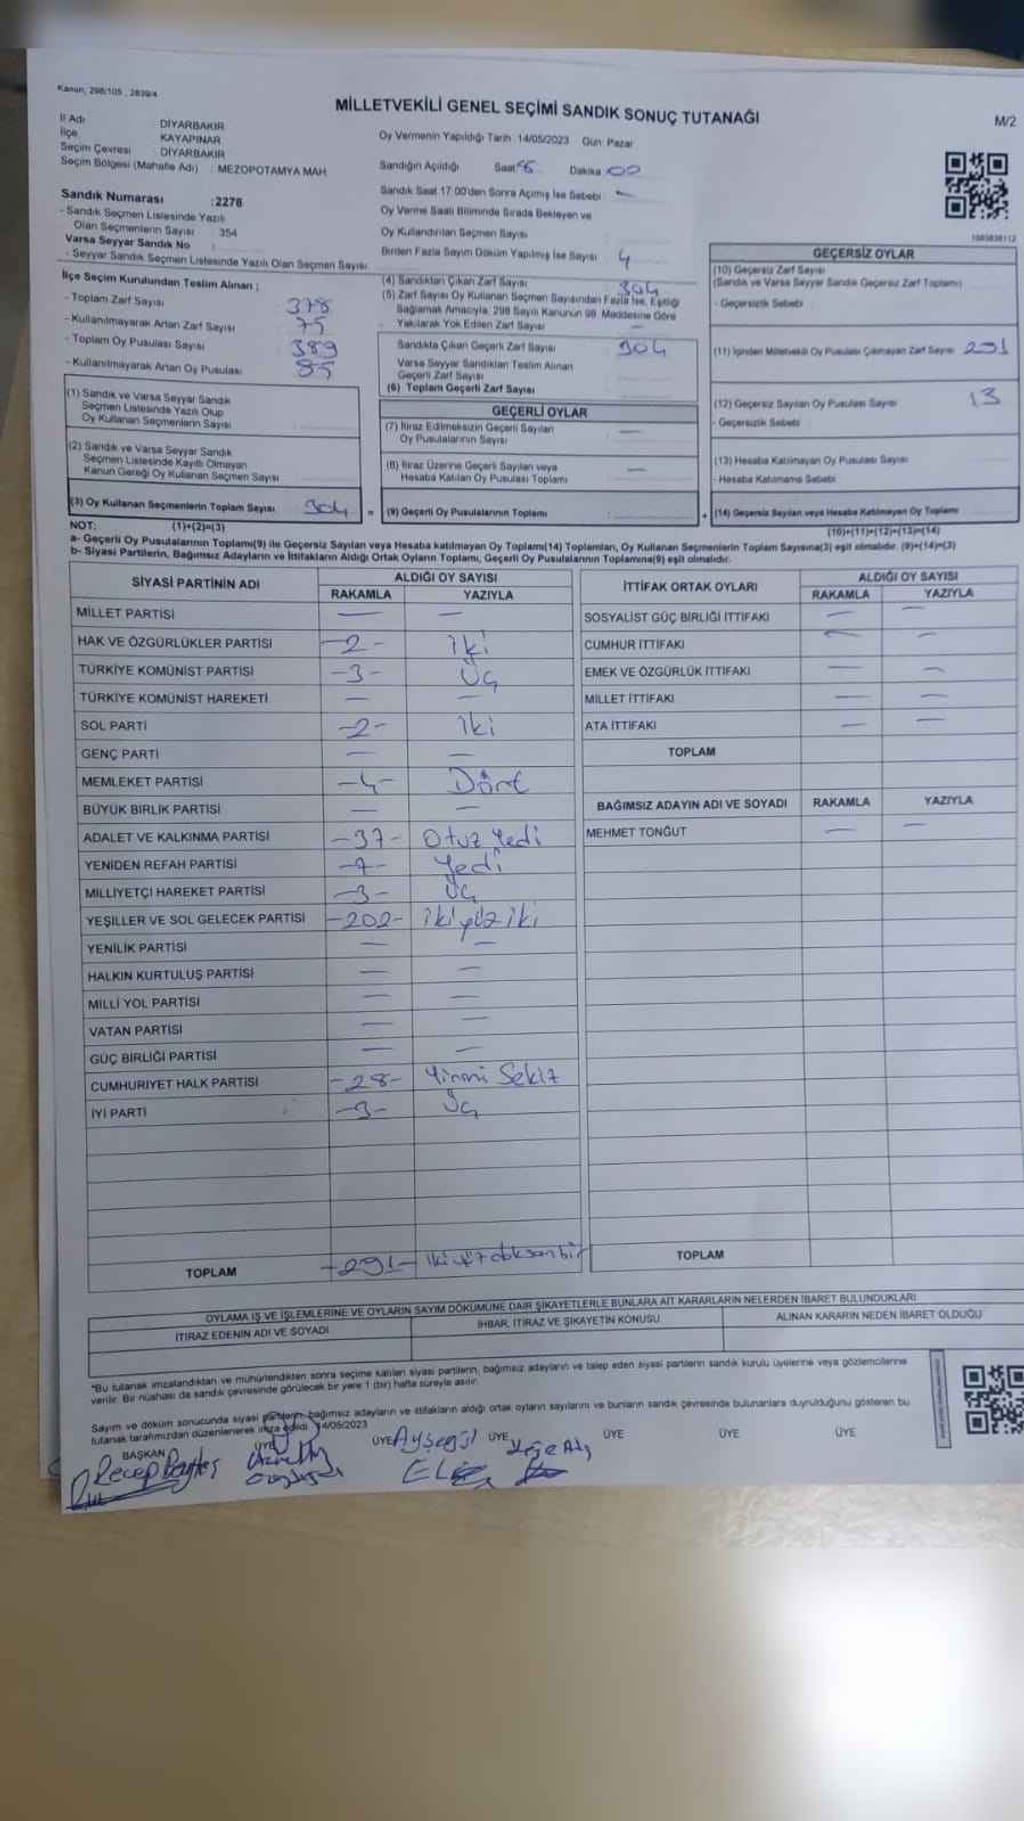 Kanun, 298/105 , 2839/4
MİLLETVEKİLİ GENEL SEÇİMİ SANDIK SONUÇ TUTANAĞI
M/2
İl Adı DİYARBAKIR
İlçe KAYAPINAR
Seçim Çevresi DİYARBAKIR
Seçim Bölgesi (Mahalle Adı) : MEZOPOTAMYA MAH.
Oy Vermenin Yapıldığı Tarih :14/05/2023 Gün: Pazar
Sandığın Açıldığı Saat Dakika 00
Sandık Saat 17.00'den Sonra Açılmış İse Sebebi : —
Oy Verme Saati Bitiminde Sırada Bekleyen ve
Oy Kullandırılan Seçmen Sayısı
Birden Fazla Sayım Döküm Yapılmış İse Sayısı 4
Sandık Numarası :2278
- Sandık Seçmen Listesinde Yazılı
Olan Seçmenlerin Sayısı : 354
Varsa Seyyar Sandık No
- Seyyar Sandık Seçmen Listesinde Yazılı Olan Seçmen Sayısı
İlçe Seçim Kurulundan Teslim Alınan ;
- Toplam Zarf Sayısı 378
- Kullanılmayarak Artan Zarf Sayısı 75
- Toplam Oy Pusulası Sayısı 389
- Kullanılmayarak Artan Oy Pusulası 85
(1) Sandık ve Varsa Seyyar Sandık
Seçmen Listesinde Yazılı Olup
Oy Kullanan Seçmenlerin Sayısı
(2) Sandık ve Varsa Seyyar Sandık
Seçmen Listesinde Kayıtlı Olmayan
Kanun Gereği Oy Kullanan Seçmen Sayısı
(3) Oy Kullanan Seçmenlerin Toplam Sayısı 304
(1)+(2)=(3)
(4) Sandıktan Çıkan Zarf Sayısı 304
(5) Zarf Sayısı Oy Kullanan Seçmen Sayısından Fazla İse, Eşitliği
Sağlamak Amacıyla, 298 Sayılı Kanunun 98. Maddesine Göre
Yakılarak Yok Edilen Zarf Sayısı —
Sandıkta Çıkan Geçerli Zarf Sayısı 304
Varsa Seyyar Sandıktan Teslim Alınan
Geçerli Zarf Sayısı
(6) Toplam Geçerli Zarf Sayısı
GEÇERLİ OYLAR
(7) İtiraz Edilmeksizin Geçerli Sayılan
Oy Pusulalarının Sayısı —
(8) İtiraz Üzerine Geçerli Sayılan veya
Hesaba Katılan Oy Pusulası Toplamı —
= (9) Geçerli Oy Pusulalarının Toplamı
GEÇERSİZ OYLAR
(10) Geçersiz Zarf Sayısı
(Sandık ve Varsa Seyyar Sandık Geçersiz Zarf Toplamı)
- Geçersizlik Sebebi :
(11) İçinden Milletvekili Oy Pusulası Çıkmayan Zarf Sayısı 291
(12) Geçersiz Sayılan Oy Pusulası Sayısı 13
- Geçersizlik Sebebi
(13) Hesaba Katılmayan Oy Pusulası Sayısı
- Hesaba Katılmama Sebebi
+ (14) Geçersiz Sayılan veya Hesaba Katılmayan Oy Toplamı
(10)+(11)+(12)+(13)=(14)
NOT:
a- Geçerli Oy Pusulalarının Toplamı(9) ile Geçersiz Sayılan veya Hesaba katılmayan Oy Toplamı(14) Toplamları, Oy Kullanan Seçmenlerin Toplam Sayısına(3) eşit olmalıdır. (9)+(14)=(3)
b- Siyasi Partilerin, Bağımsız Adayların ve İttifakların Aldığı Ortak Oyların Toplamı, Geçerli Oy Pusulalarının Toplamına(9) eşit olmalıdır.
SİYASİ PARTİNİN ADI ALDIĞI OY SAYISI
RAKAMLA YAZIYLA
MİLLET PARTİSİ — —
HAK VE ÖZGÜRLÜKLER PARTİSİ -2- iki
TÜRKİYE KOMÜNİST PARTİSİ -3- Üç
TÜRKİYE KOMÜNİST HAREKETİ — —
SOL PARTİ -2- iki
GENÇ PARTİ — —
MEMLEKET PARTİSİ -4- Dört
BÜYÜK BİRLİK PARTİSİ — —
ADALET VE KALKINMA PARTİSİ -37- Otuz Yedi
YENİDEN REFAH PARTİSİ -7- Yedi
MİLLİYETÇİ HAREKET PARTİSİ -3- Üç
YEŞİLLER VE SOL GELECEK PARTİSİ -202- ikiyüz iki
YENİLİK PARTİSİ — —
HALKIN KURTULUŞ PARTİSİ — —
MİLLİ YOL PARTİSİ — —
VATAN PARTİSİ — —
GÜÇ BİRLİĞİ PARTİSİ — —
CUMHURİYET HALK PARTİSİ -28- Yirmi Sekiz
İYİ PARTİ -3- Üç
TOPLAM -291- ikiyüzdoksanbir
İTTİFAK ORTAK OYLARI ALDIĞI OY SAYISI
RAKAMLA YAZIYLA
SOSYALİST GÜÇ BİRLİĞİ İTTİFAKI — —
CUMHUR İTTİFAKI — —
EMEK VE ÖZGÜRLÜK İTTİFAKI — —
MİLLET İTTİFAKI — —
ATA İTTİFAKI — —
TOPLAM
BAĞIMSIZ ADAYIN ADI VE SOYADI RAKAMLA YAZIYLA
MEHMET TONĞUT — —
TOPLAM
OYLAMA İŞ VE İŞLEMLERİNE VE OYLARIN SAYIM DÖKÜMÜNE DAİR ŞİKAYETLERLE BUNLARA AİT KARARLARIN NELERDEN İBARET BULUNDUKLARI
İTİRAZ EDENİN ADI VE SOYADI İHBAR, İTİRAZ VE ŞİKAYETİN KONUSU ALINAN KARARIN NEDEN İBARET OLDUĞU
"Bu tutanak imzalandıktan ve mühürlendikten sonra seçime katılan siyasi partilerin, bağımsız adayların ve talep eden siyasi partilerin sandık kurulu üyelerine veya gözlemcilerine
verilir. Bir nüshası da sandık çevresinde görülecek bir yere 1 (bir) hafta süreyle asılır.
Sayım ve döküm sonucunda siyasi partilerin, bağımsız adayların ve ittifakların aldığı ortak oyların sayılarını ve bunların sandık çevresinde bulunanlara duyurulduğunu gösteren bu
tutanak tarafımızdan düzenlenerek imza edildi. 14/05/2023
BAŞKAN ÜYE ÜYE ÜYE ÜYE ÜYE ÜYE
Recep Ayşegül